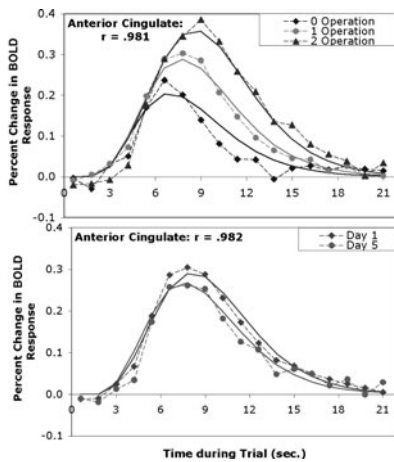 Anterior Cingulate:
r = .981
0 Operation
1 Operation
2 Operation
Percent Change in BOLD
Response
0.4
0.3
0.2
0.1
0.0
-0.1
0 3 6 9 12 15 18 21
Anterior Cingulate: r = .982
Day 1
Day 5
Percent Change in BOLD
Response
0.3
0.2
0.1
0.0
-0.1
0 3 6 9 12 15 18 21
Time during Trial (sec.)